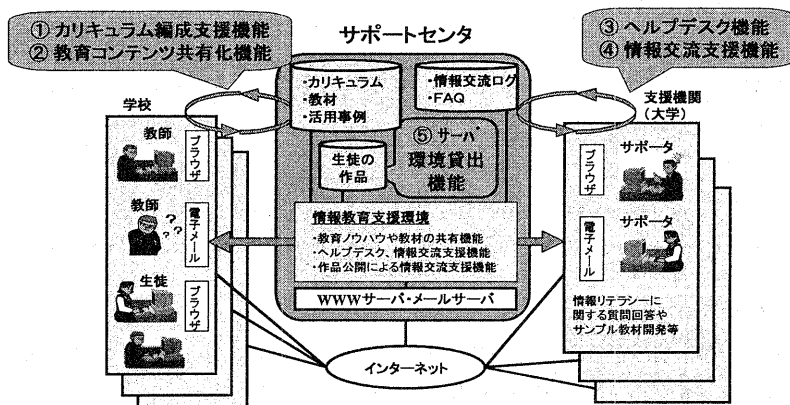 ① カリキュラム編成支援機能
② 教育コンテンツ共有化機能
サポートセンタ
③ ヘルプデスク機能
④ 情報交流支援機能
・カリキュラム
・教材
・活用事例
・情報交流ログ
・FAQ
生徒の
作品
⑤ サーバ
環境貸出
機能
情報教育支援環境
・教育ノウハウや教材の共有機能
・ヘルプデスク、情報交流支援機能
・作品公開による情報交流支援機能
WWWサーバ・メールサーバ
インターネット
学校
教師
ブラウザ
教師
? ? ?
電子メール
生徒
ブラウザ
支援機関
(大学)
サポータ
ブラウザ
サポータ
電子メール
情報リテラシーに
関する質問回答や
サンプル教材開発等